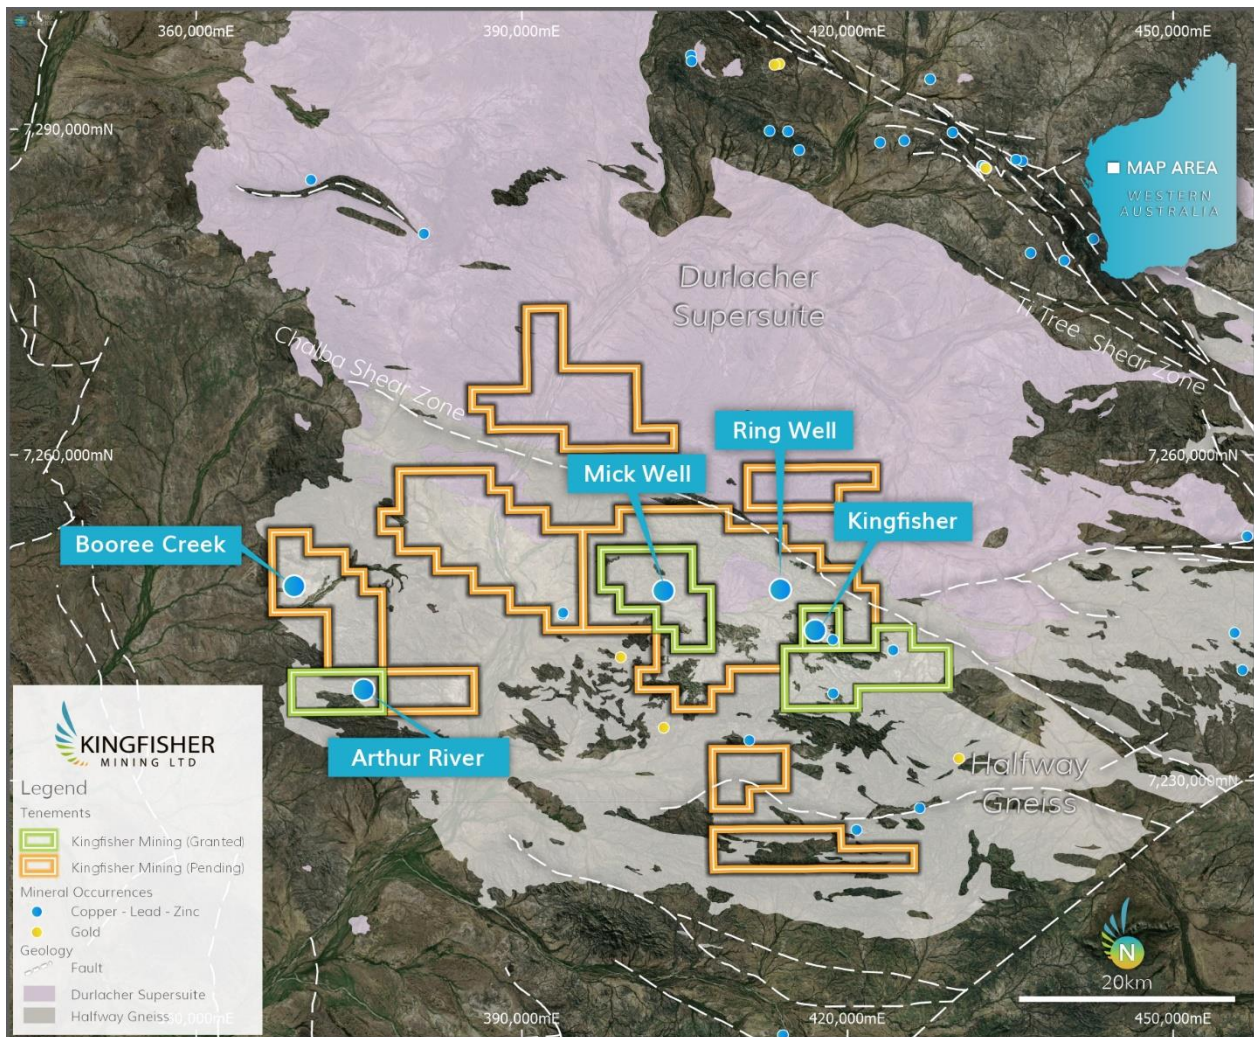 360,000mE
390,000mE
420,000mE
450,000mE
7,290,000mN
MAP AREA
WESTERN
AUSTRALIA
Durlacher
Supersuite
Ti Tree Shear Zone
Chalba Shear Zone
Ring Well
7,260,000mN
7,260,000mN
Mick Well
Kingfisher
Booree Creek
KINGFISHER
MINING LTD
Arthur River
Halfway
Gneiss
7,230,000mN
Legend
Tenements
Kingfisher Mining (Granted)
Kingfisher Mining (Pending)
Mineral Occurrences
Copper - Lead - Zinc
Gold
Geology
Fault
Durlacher Supersuite
Halfway Gneiss
N
20km
390,000mE
420,000mE
450,000mE